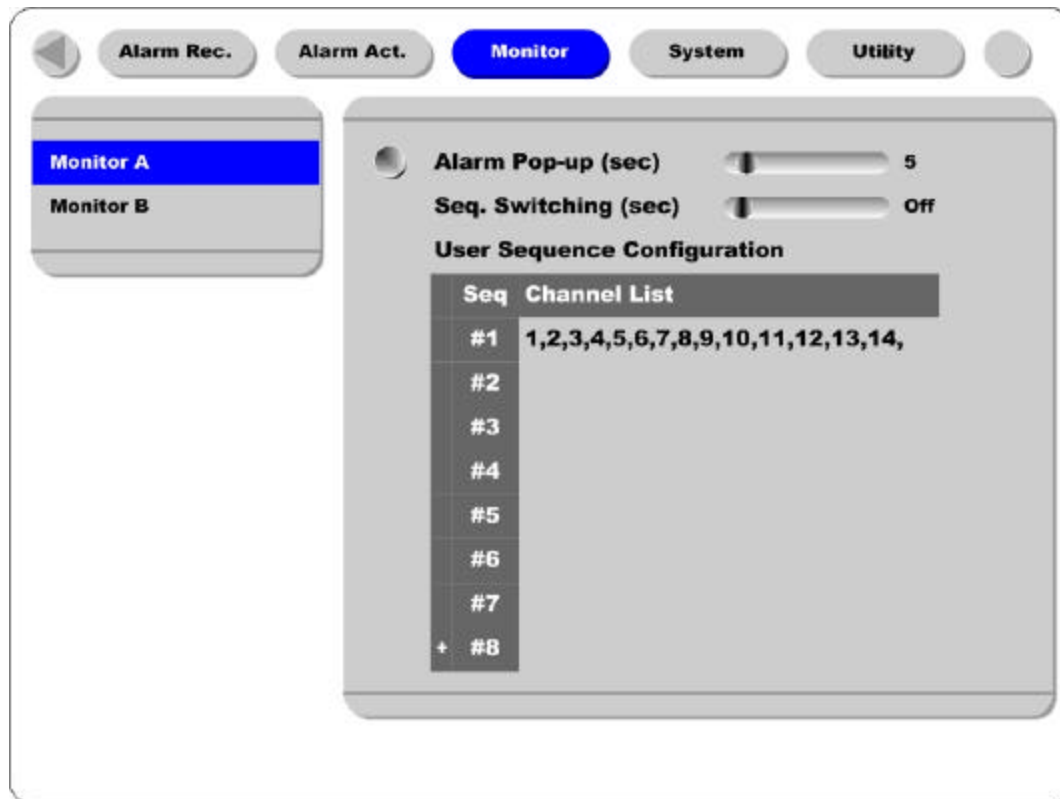 Alarm Rec. Alarm Act. Monitor System Utility
Monitor A
Monitor B
Alarm Pop-up (sec) 5
Seq. Switching (sec) Off
User Sequence Configuration
Seq Channel List
#1 1,2,3,4,5,6,7,8,9,10,11,12,13,14,
#2
#3
#4
#5
#6
#7
+ #8